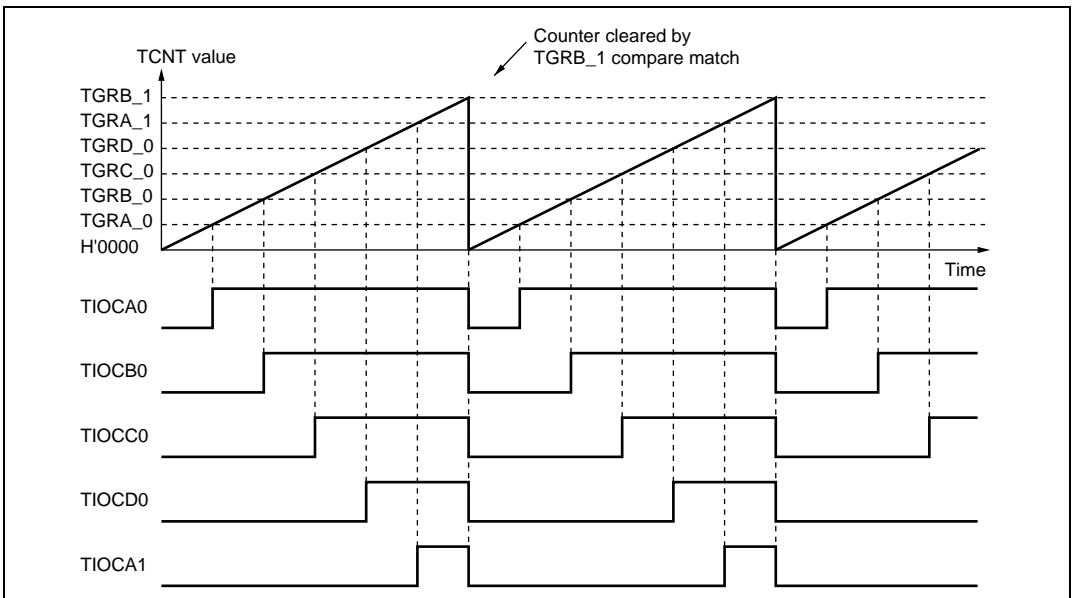 Counter cleared by
TGRB_1 compare match
TCNT value
TGRB_1
TGRA_1
TGRD_0
TGRC_0
TGRB_0
TGRA_0
H'0000
Time
TIOCA0
TIOCB0
TIOCC0
TIOCD0
TIOCA1